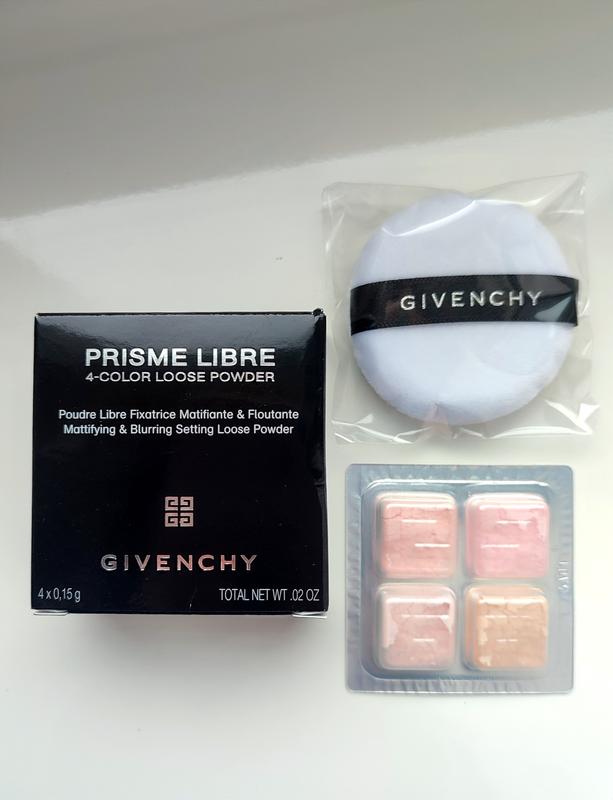 PRISME LIBRE
4-COLOR LOOSE POWDER
Poudre Libre Fixatrice Matifiante & Floutante
Mattifying & Blurring Setting Loose Powder
GIVENCHY
4 x 0,15 g
TOTAL NET WT .02 OZ
GIVENCHY